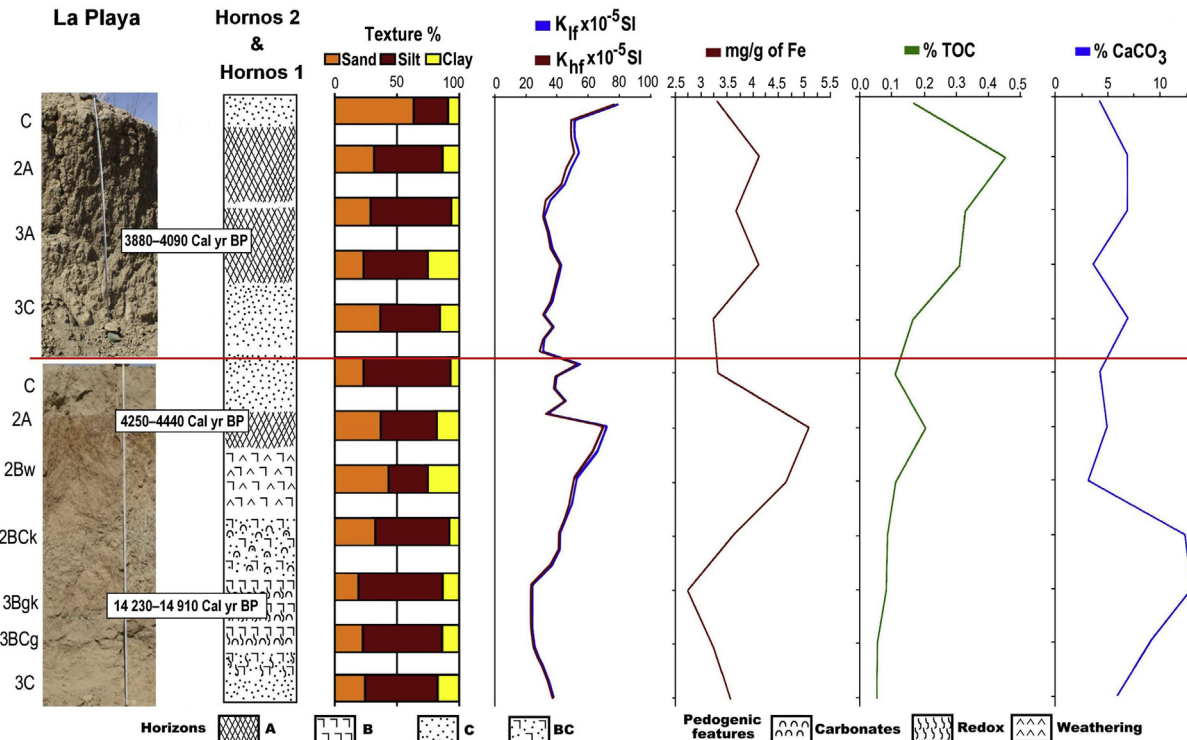 La Playa
Hornos 2
&
Hornos 1
Texture %
Sand Silt Clay
0 50 100
Klf x10-5SI
Khf x10-5SI
0 20 40 60 80 100
mg/g of Fe
2.5 3 3.5 4 4.5 5 5.5
% TOC
0.0 0.1 0.2 0.3 0.4 0.5
% CaCO3
0 5 10
C
2A
3A
3880–4090 Cal yr BP
3C
C
2A
4250–4440 Cal yr BP
2Bw
2BCk
3Bgk
14 230–14 910 Cal yr BP
3BCg
3C
Horizons A B C BC
Pedogenic
features
Carbonates Redox Weathering